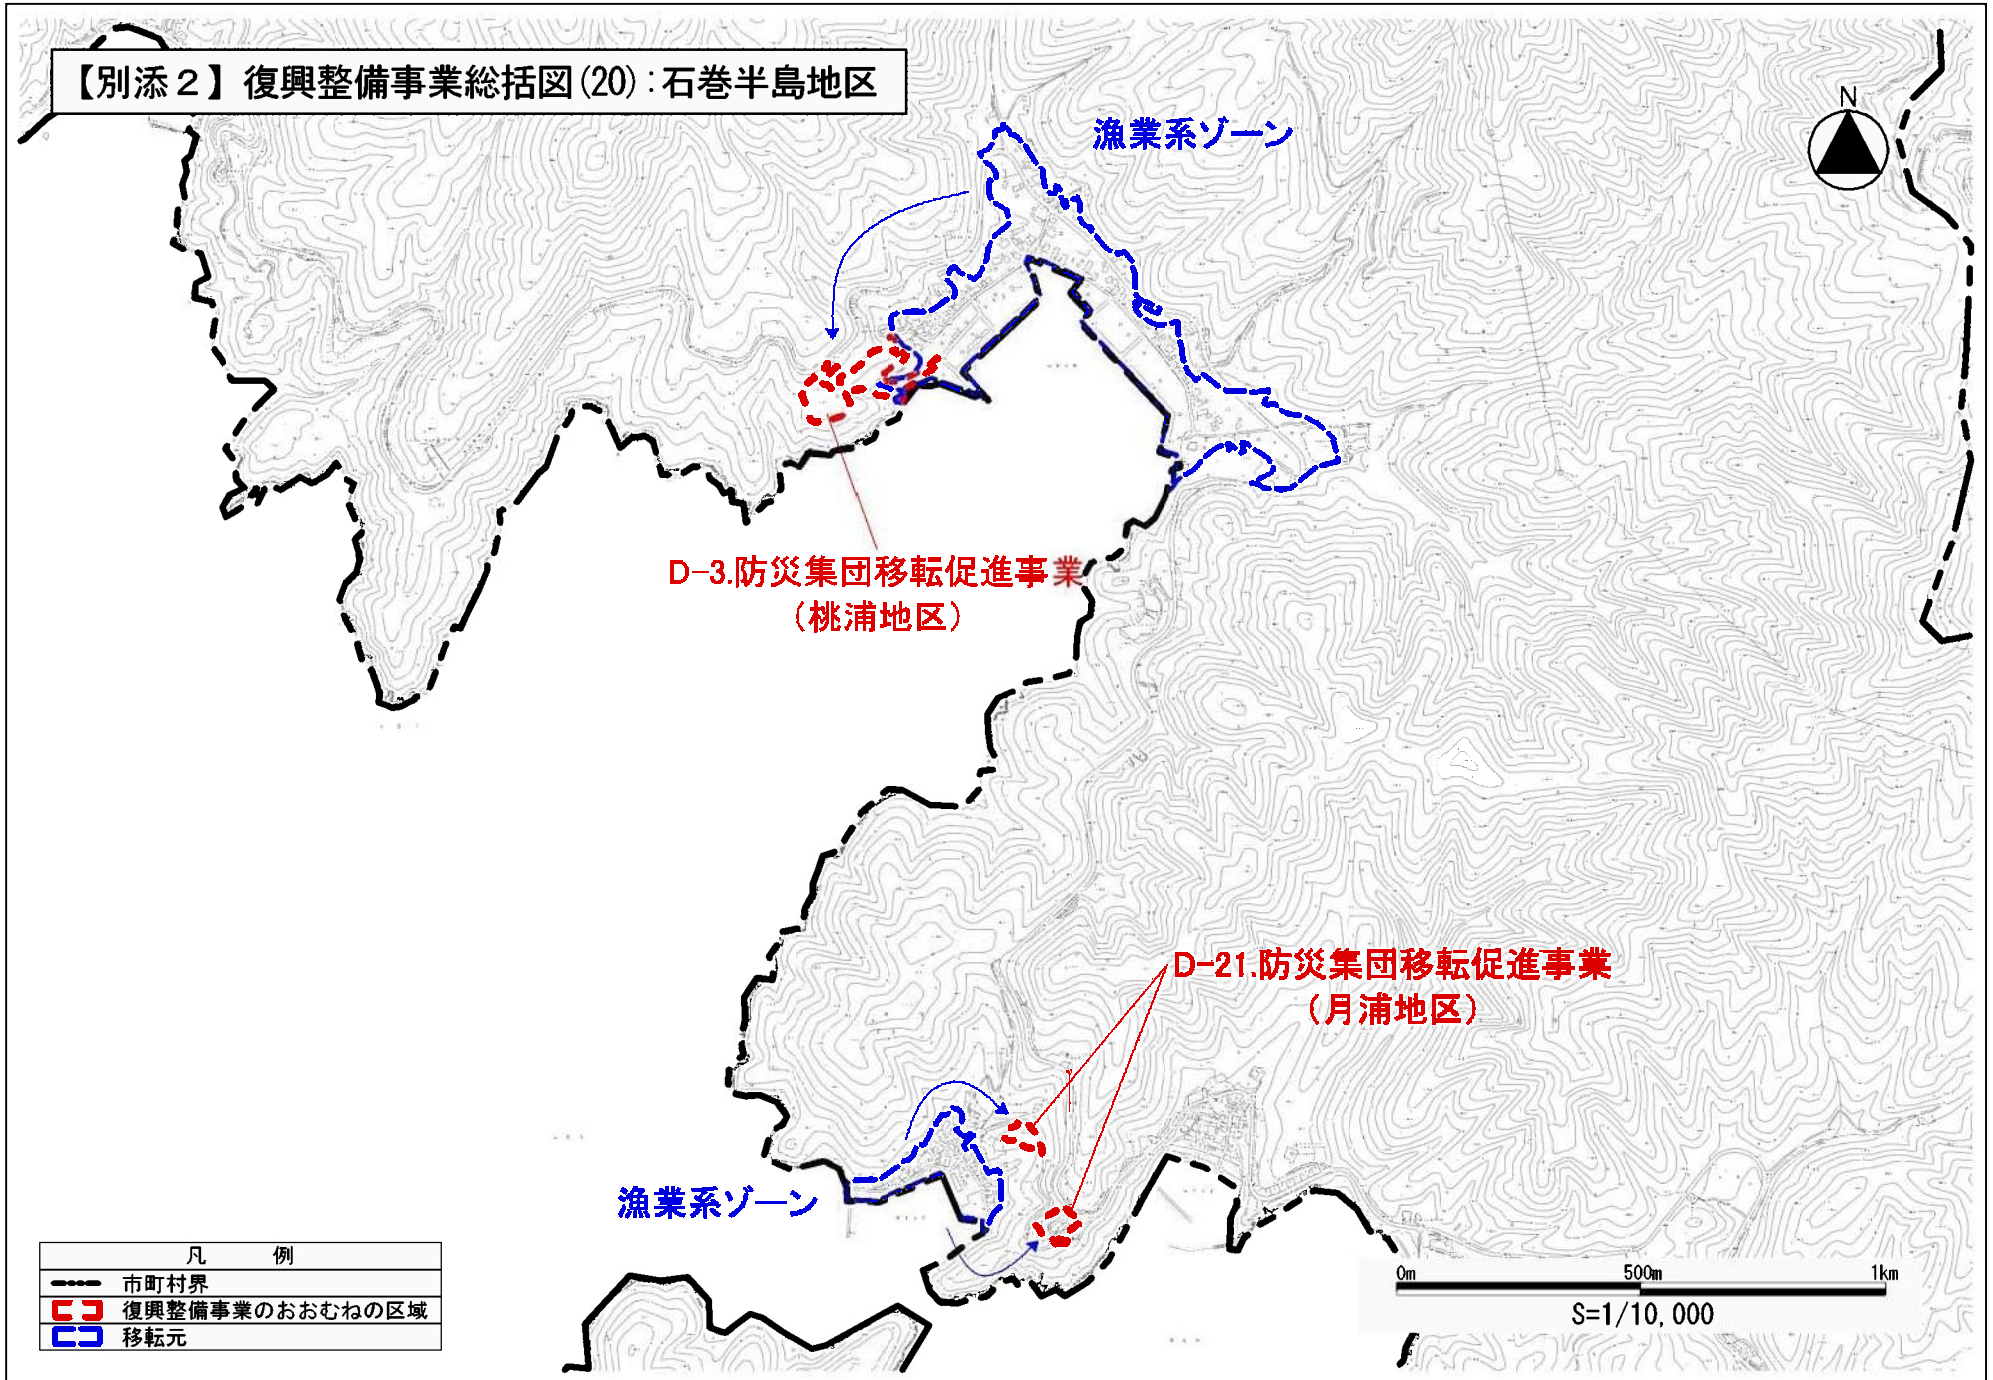 【別添２】復興整備事業総括図(20):石巻半島地区
N
漁業系ゾーン
D-3.防災集団移転促進事業
(桃浦地区)
D-21.防災集団移転促進事業
(月浦地区)
漁業系ゾーン
凡 例
市町村界
復興整備事業のおおむねの区域
移転元
0m 500m 1km
S=1/10,000